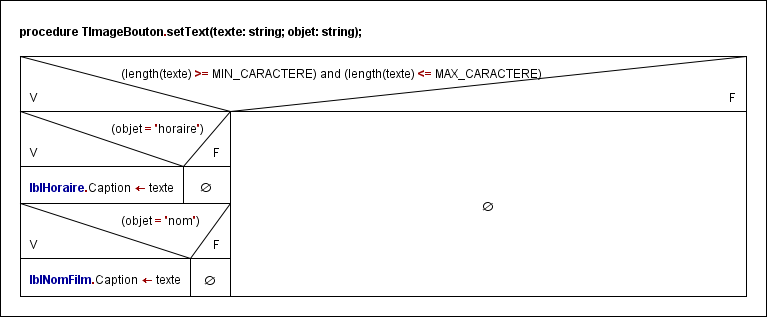 procedure TImageBouton.setText(texte: string; objet: string);
(length(texte) >= MIN_CARACTERE) and (length(texte) <= MAX_CARACTERE)
V F
(objet = "horaire")
V F
lblHoraire.Caption ← texte ∅
(objet = "nom")
∅
V F
lblNomFilm.Caption ← texte ∅